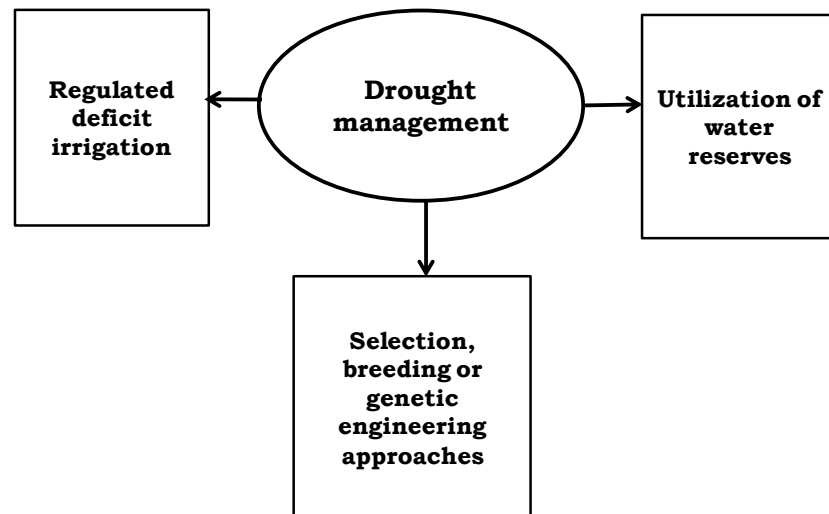 Regulated
deficit
irrigation
Drought
management
Utilization of
water
reserves
Selection,
breeding or
genetic
engineering
approaches